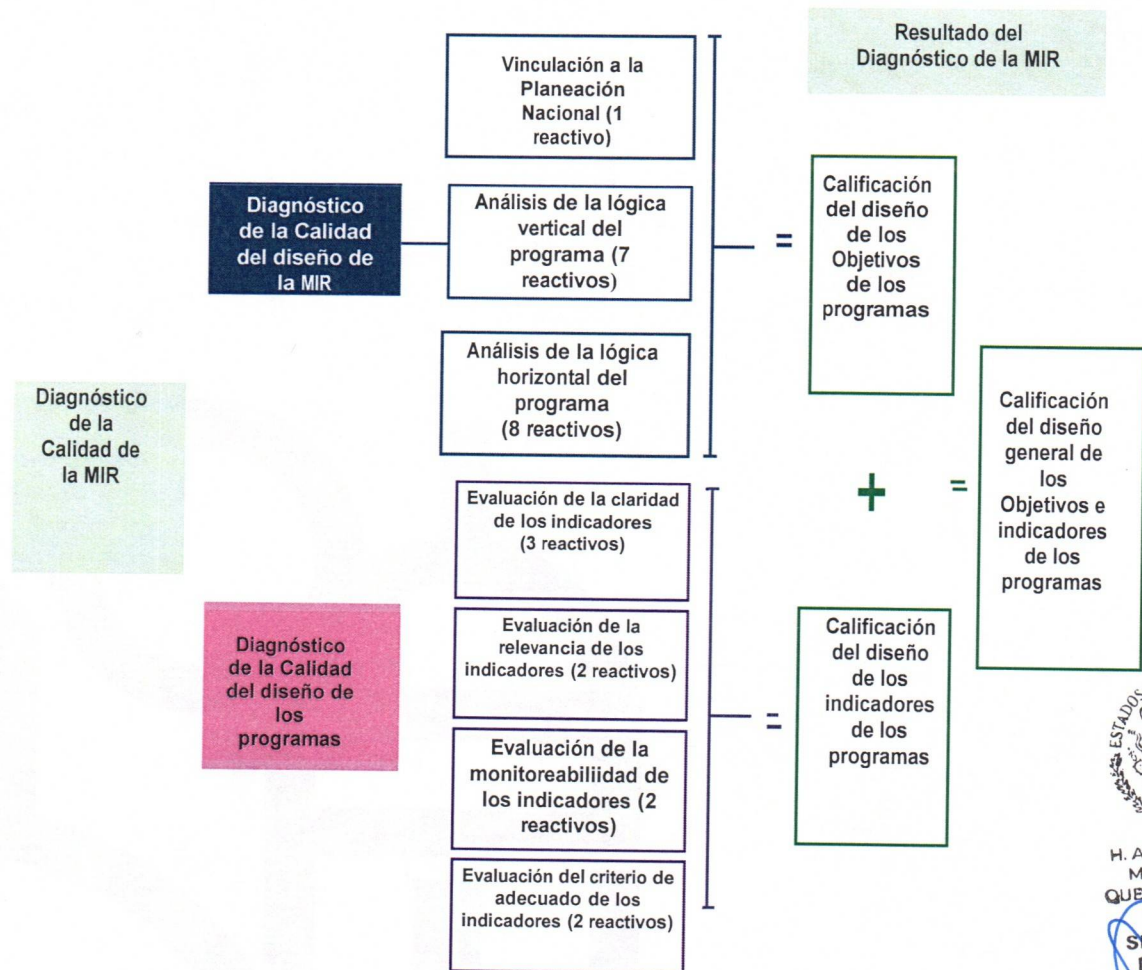 Resultado del
Diagnóstico de la MIR
Vinculación a la
Planeación
Nacional (1
reactivo)
Diagnóstico
de la Calidad
del diseño de
la MIR
Análisis de la lógica
vertical del
programa (7
reactivos)
=
Calificación
del diseño
de los
Objetivos
de los
programas
Análisis de la lógica
horizontal del
programa
(8 reactivos)
Diagnóstico
de la
Calidad de
la MIR
+
=
Calificación
del diseño
general de
los
Objetivos e
indicadores
de los
programas
Evaluación de la claridad
de los indicadores
(3 reactivos)
Diagnóstico
de la Calidad
del diseño de
los
programas
Evaluación de la
relevancia de los
indicadores (2 reactivos)
=
Calificación
del diseño
de los
indicadores
de los
programas
Evaluación de la
monitoreabiliidad de
los indicadores (2
reactivos)
Evaluación del criterio de
adecuado de los
indicadores (2 reactivos)
ESTADOS
H. A
M
QUE